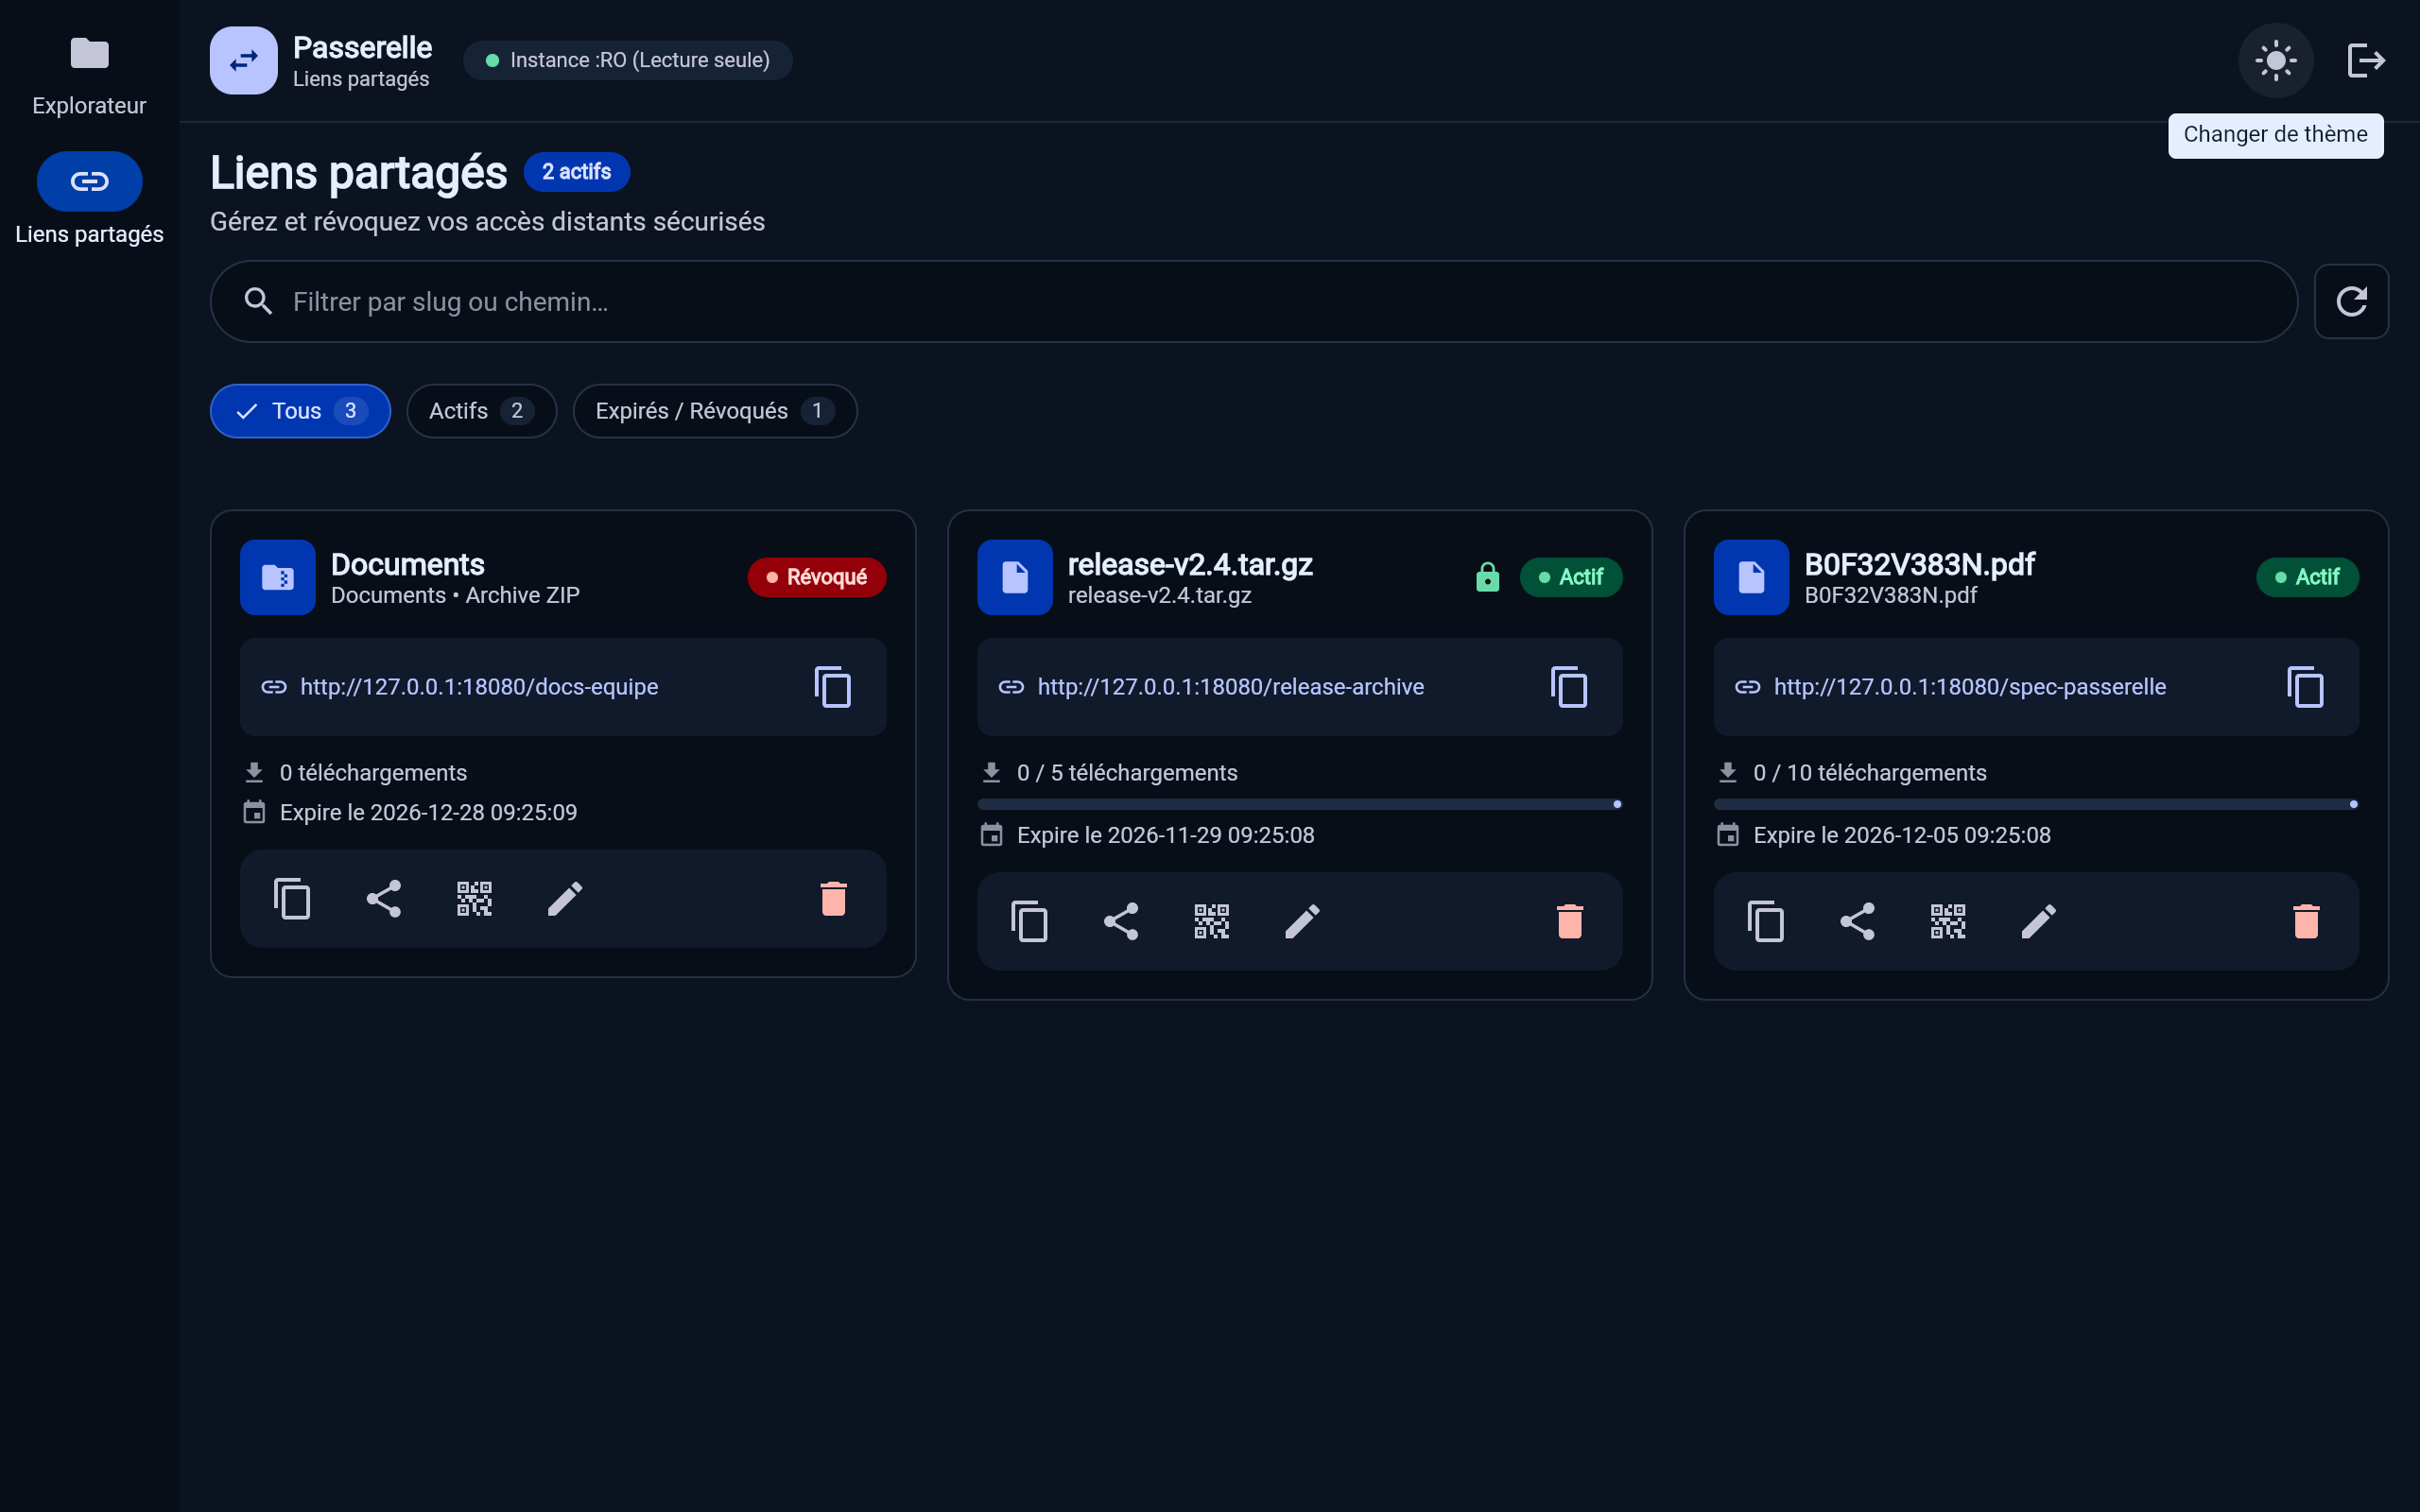 Explorateur
Liens partagés
Passerelle
Liens partagés
Instance :RO (Lecture seule)
Changer de thème
Liens partagés
2 actifs
Gérez et révoquez vos accès distants sécurisés
Filtrer par slug ou chemin...
Tous 3
Actifs 2
Expirés / Révoqués 1
Documents
Documents • Archive ZIP
Révoqué
http://127.0.0.1:18080/docs-equipe
0 téléchargements
Expire le 2026-12-28 09:25:09
release-v2.4.tar.gz
release-v2.4.tar.gz
Actif
http://127.0.0.1:18080/release-archive
0 / 5 téléchargements
Expire le 2026-11-29 09:25:08
B0F32V383N.pdf
B0F32V383N.pdf
Actif
http://127.0.0.1:18080/spec-passerelle
0 / 10 téléchargements
Expire le 2026-12-05 09:25:08